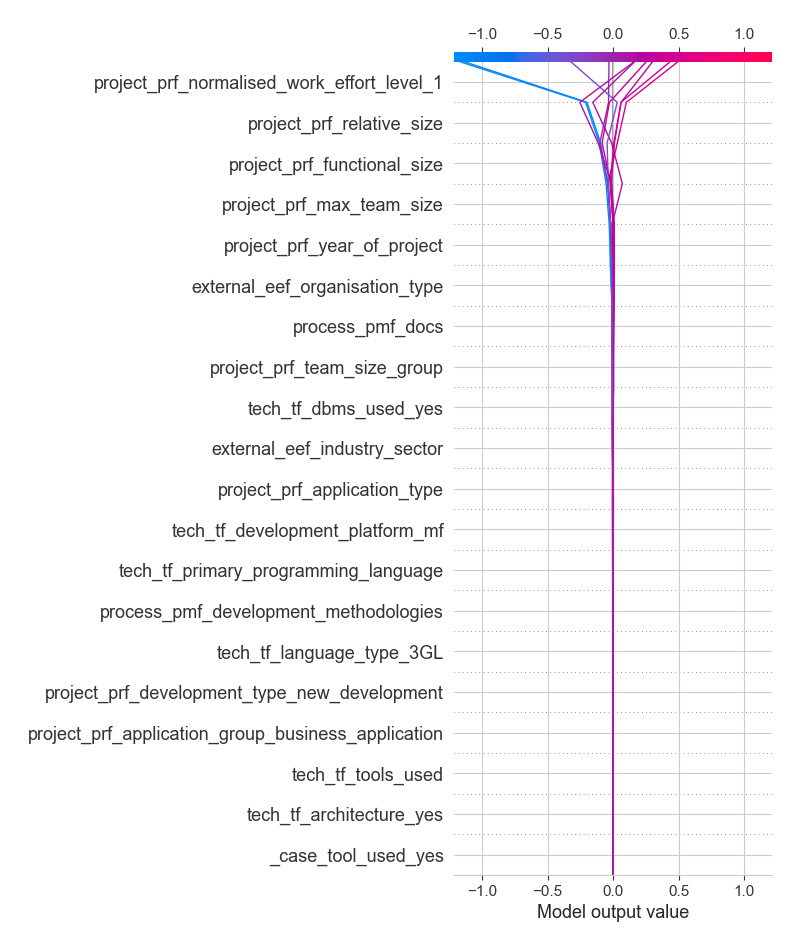 −1.0 −0.5 0.0 0.5 1.0
project_prf_normalised_work_effort_level_1
project_prf_relative_size
project_prf_functional_size
project_prf_max_team_size
project_prf_year_of_project
external_eef_organisation_type
process_pmf_docs
project_prf_team_size_group
tech_tf_dbms_used_yes
external_eef_industry_sector
project_prf_application_type
tech_tf_development_platform_mf
tech_tf_primary_programming_language
process_pmf_development_methodologies
tech_tf_language_type_3GL
project_prf_development_type_new_development
project_prf_application_group_business_application
tech_tf_tools_used
tech_tf_architecture_yes
_case_tool_used_yes
−1.0 −0.5 0.0 0.5 1.0
Model output value